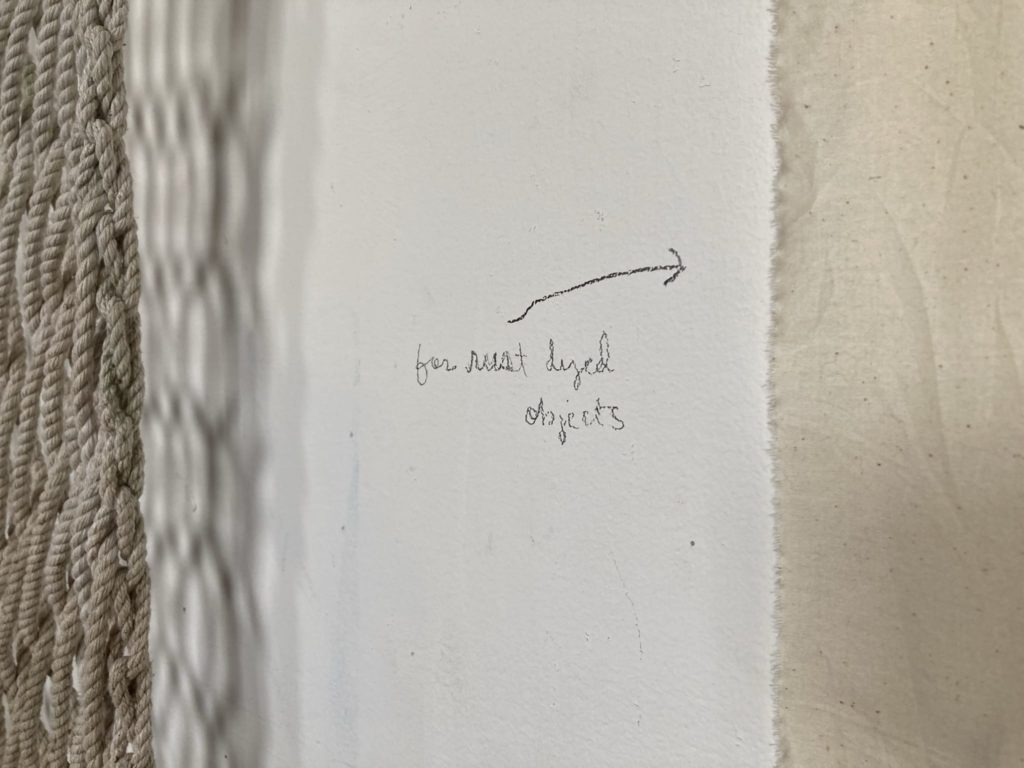 for rust dyed
objects